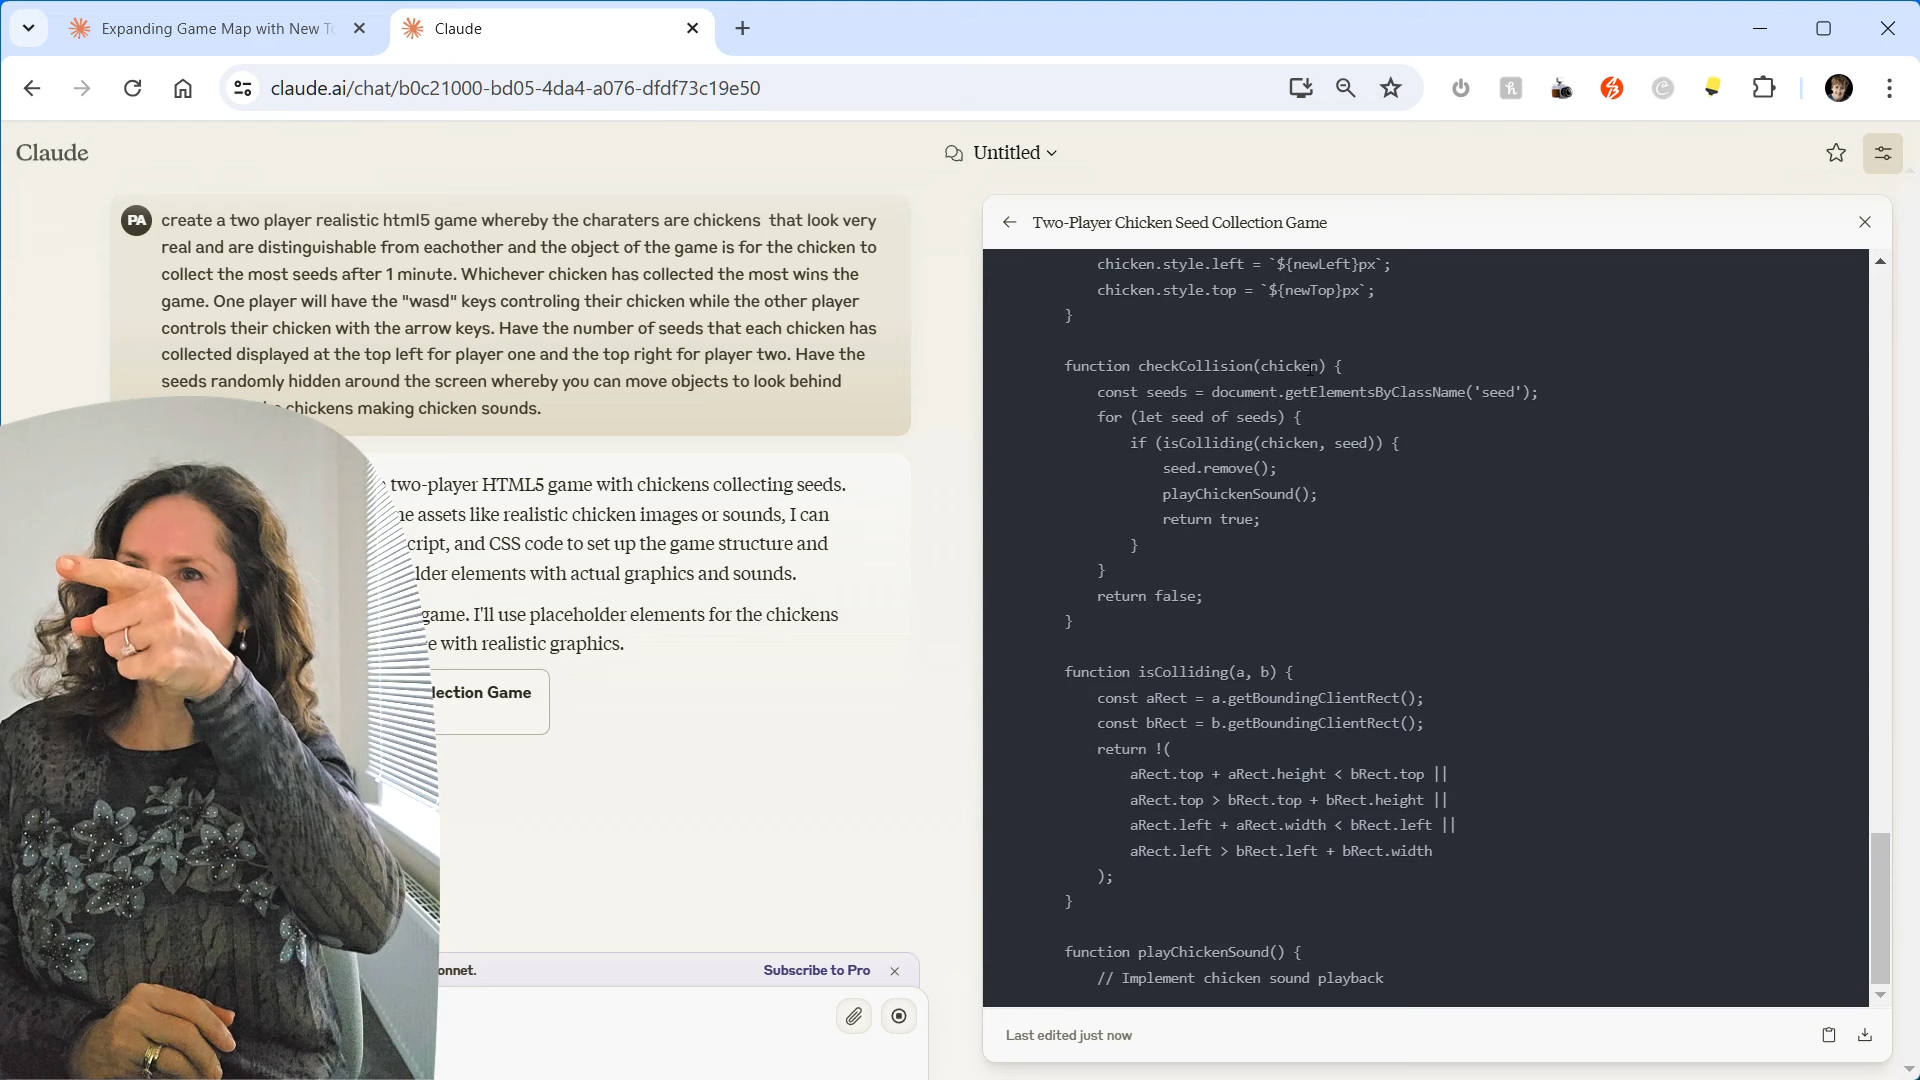 Expanding Game Map with New To
Claude
claude.ai/chat/b0c21000-bd05-4da4-a076-dfdf73c19e50
Claude
Untitled
PA
create a two player realistic html5 game whereby the charaters are chickens that look very
real and are distinguishable from eachother and the object of the game is for the chicken to
collect the most seeds after 1 minute. Whichever chicken has collected the most wins the
game. One player will have the "wasd" keys controling their chicken while the other player
controls their chicken with the arrow keys. Have the number of seeds that each chicken has
collected displayed at the top left for player one and the top right for player two. Have the
seeds randomly hidden around the screen whereby you can move objects to look behind
chickens making chicken sounds.
two-player HTML5 game with chickens collecting seeds.
assets like realistic chicken images or sounds, I can
and CSS code to set up the game structure and
elements with actual graphics and sounds.
game. I'll use placeholder elements for the chickens
with realistic graphics.
Game
Subscribe to Pro
Two-Player Chicken Seed Collection Game
chicken.style.left = `${newLeft}px`;
chicken.style.top = `${newTop}px`;
}
function checkCollision(chicken) {
const seeds = document.getElementsByClassName('seed');
for (let seed of seeds) {
if (isColliding(chicken, seed)) {
seed.remove();
playChickenSound();
return true;
}
}
return false;
}
function isColliding(a, b) {
const aRect = a.getBoundingClientRect();
const bRect = b.getBoundingClientRect();
return !(
aRect.top + aRect.height < bRect.top ||
aRect.top > bRect.top + bRect.height ||
aRect.left + aRect.width < bRect.left ||
aRect.left > bRect.left + bRect.width
);
}
function playChickenSound() {
// Implement chicken sound playback
Last edited just now